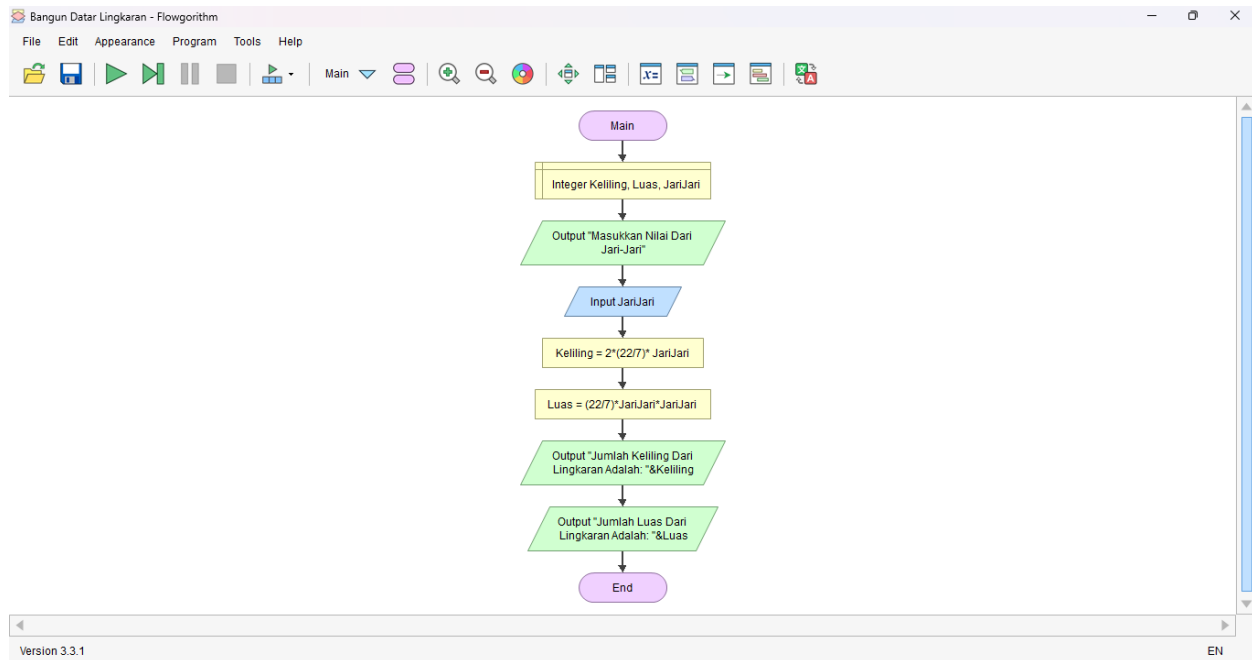 Bangun Datar Lingkaran - Flowgorithm
File Edit Appearance Program Tools Help
Main x=
A
Main
Integer Keliling, Luas, JariJari
Output "Masukkan Nilai Dari
Jari-Jari"
Input JariJari
Keliling = 2*(22/7)* JariJari
Luas = (22/7)*JariJari*JariJari
Output "Jumlah Keliling Dari
Lingkaran Adalah: "&Keliling
Output "Jumlah Luas Dari
Lingkaran Adalah: "&Luas
End
Version 3.3.1 EN